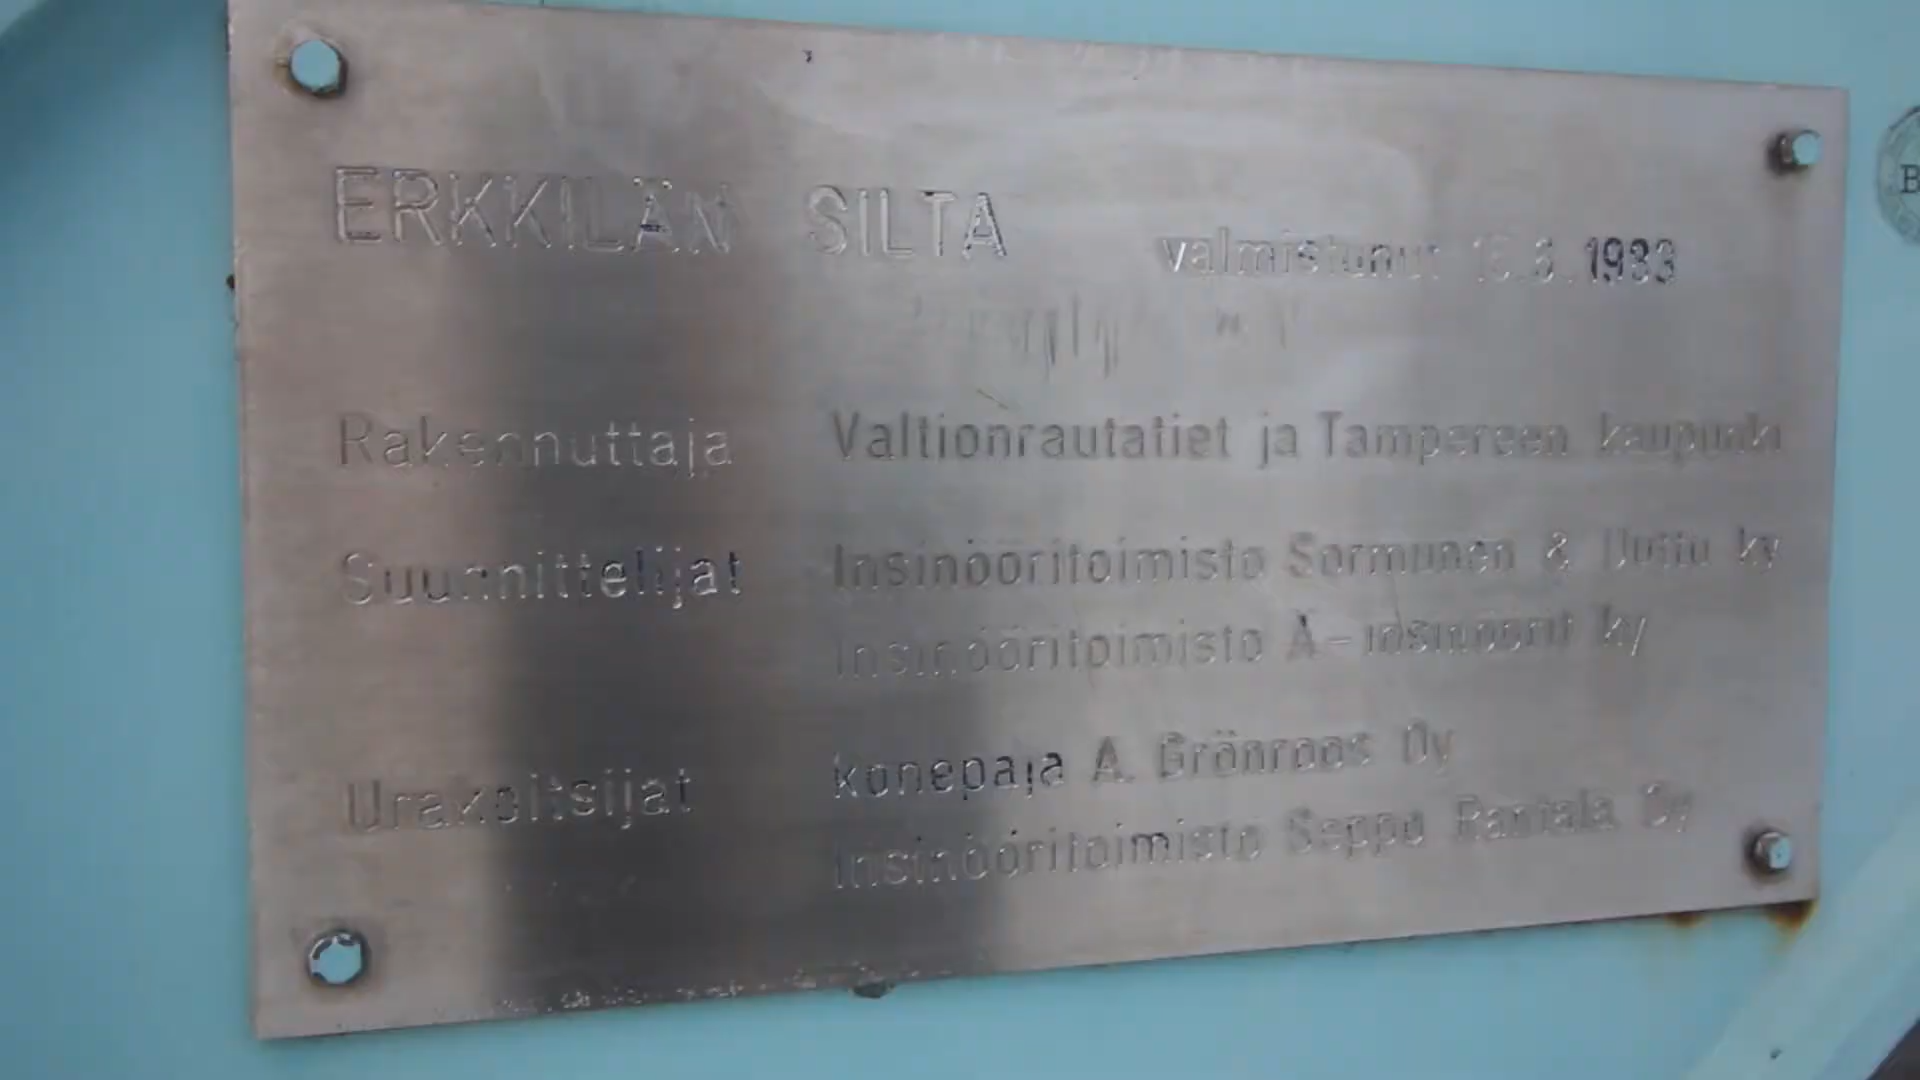 ERKKILÄN SILTA valmistunut 15.6.1983
Rakennuttaja Valtionrautatiet ja Tampereen kaupunki
Suunnittelijat Insinööritoimisto Sormunen & Uutu ky
Insinööritoimisto A-insinöörit ky
Urakoitsijat Konepaja A. Grönroos Oy
Insinööritoimisto Seppo Rantala Oy
B